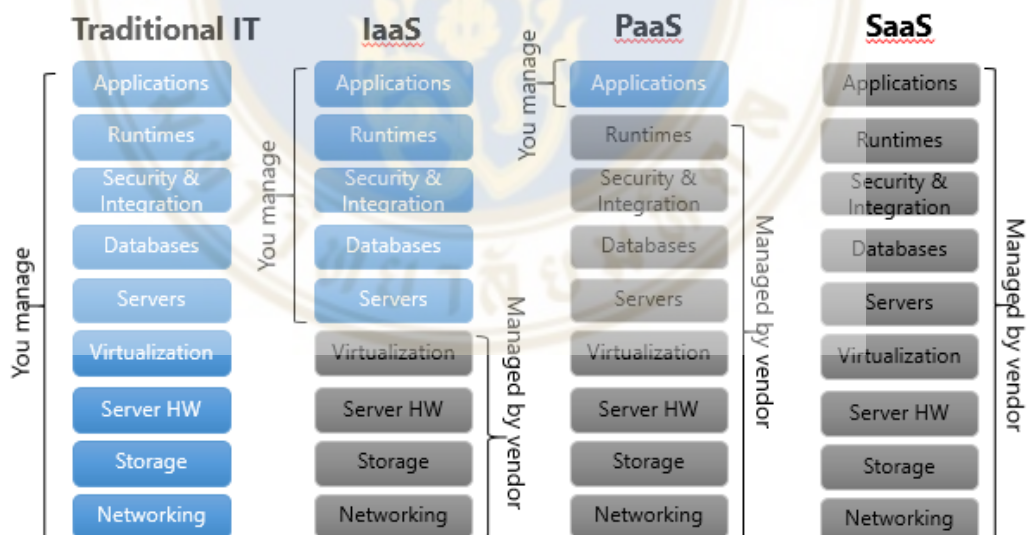 Traditional IT
You manage
Applications
Runtimes
Security &
Integration
Databases
Servers
Virtualization
Server HW
Storage
Networking
IaaS
You manage
Applications
Runtimes
Security &
Integration
Databases
Servers
Virtualization
Server HW
Storage
Networking
Managed by vendor
PaaS
You manage
Applications
Runtimes
Security &
Integration
Databases
Servers
Virtualization
Server HW
Storage
Networking
Managed by vendor
SaaS
Applications
Runtimes
Security &
Integration
Databases
Servers
Virtualization
Server HW
Storage
Networking
Managed by vendor